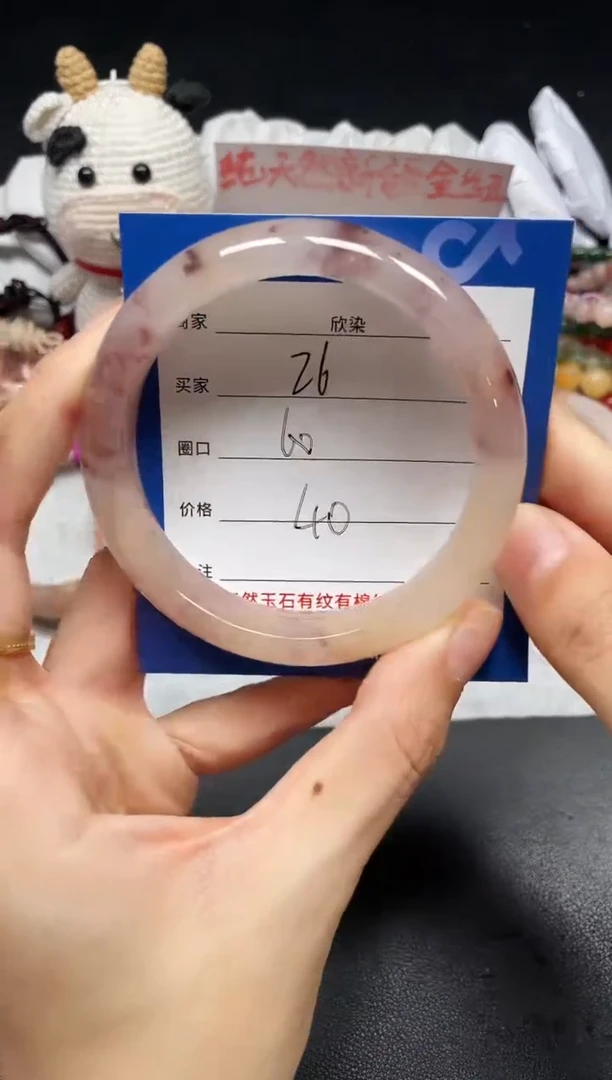 纯天然
商家 欣染
买家 26
圈口 60
价格 40
注
然玉石有纹有棉